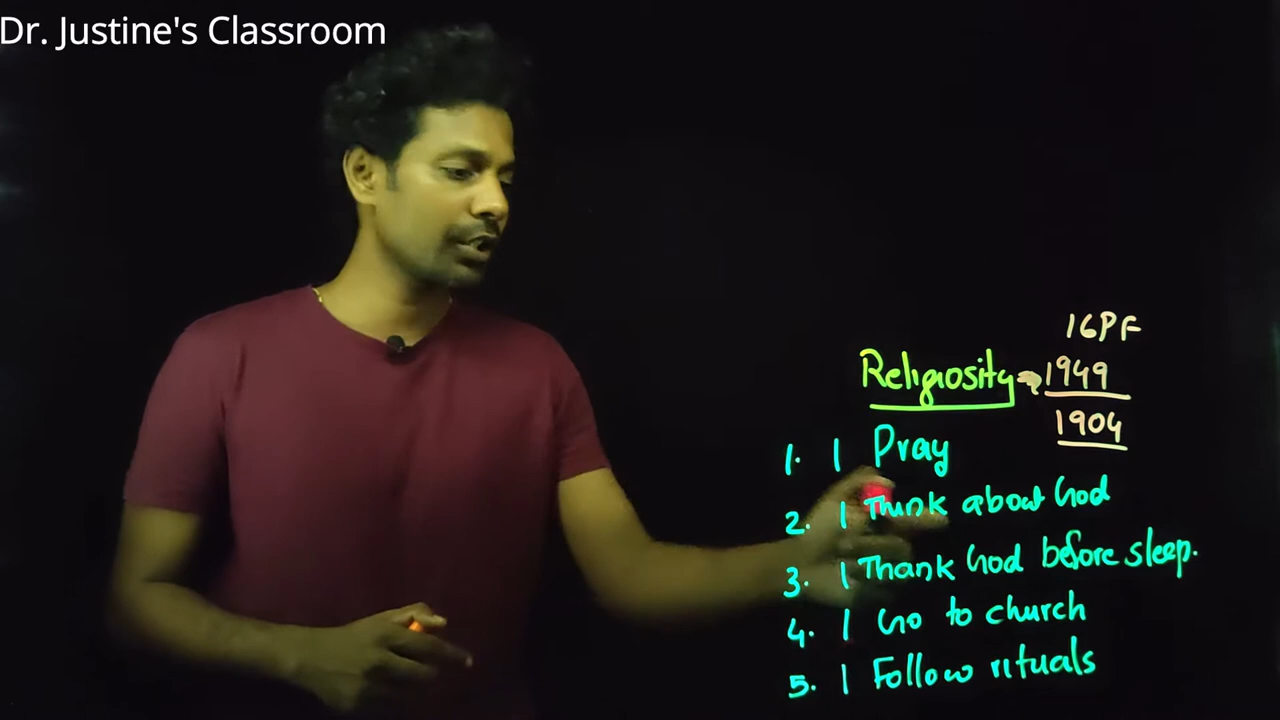 Dr. Justine's Classroom
16PF
Religiosity → 1949
1904
1. I Pray
2. I Think about God
3. I Thank God before sleep.
4. I Go to church
5. I Follow rituals